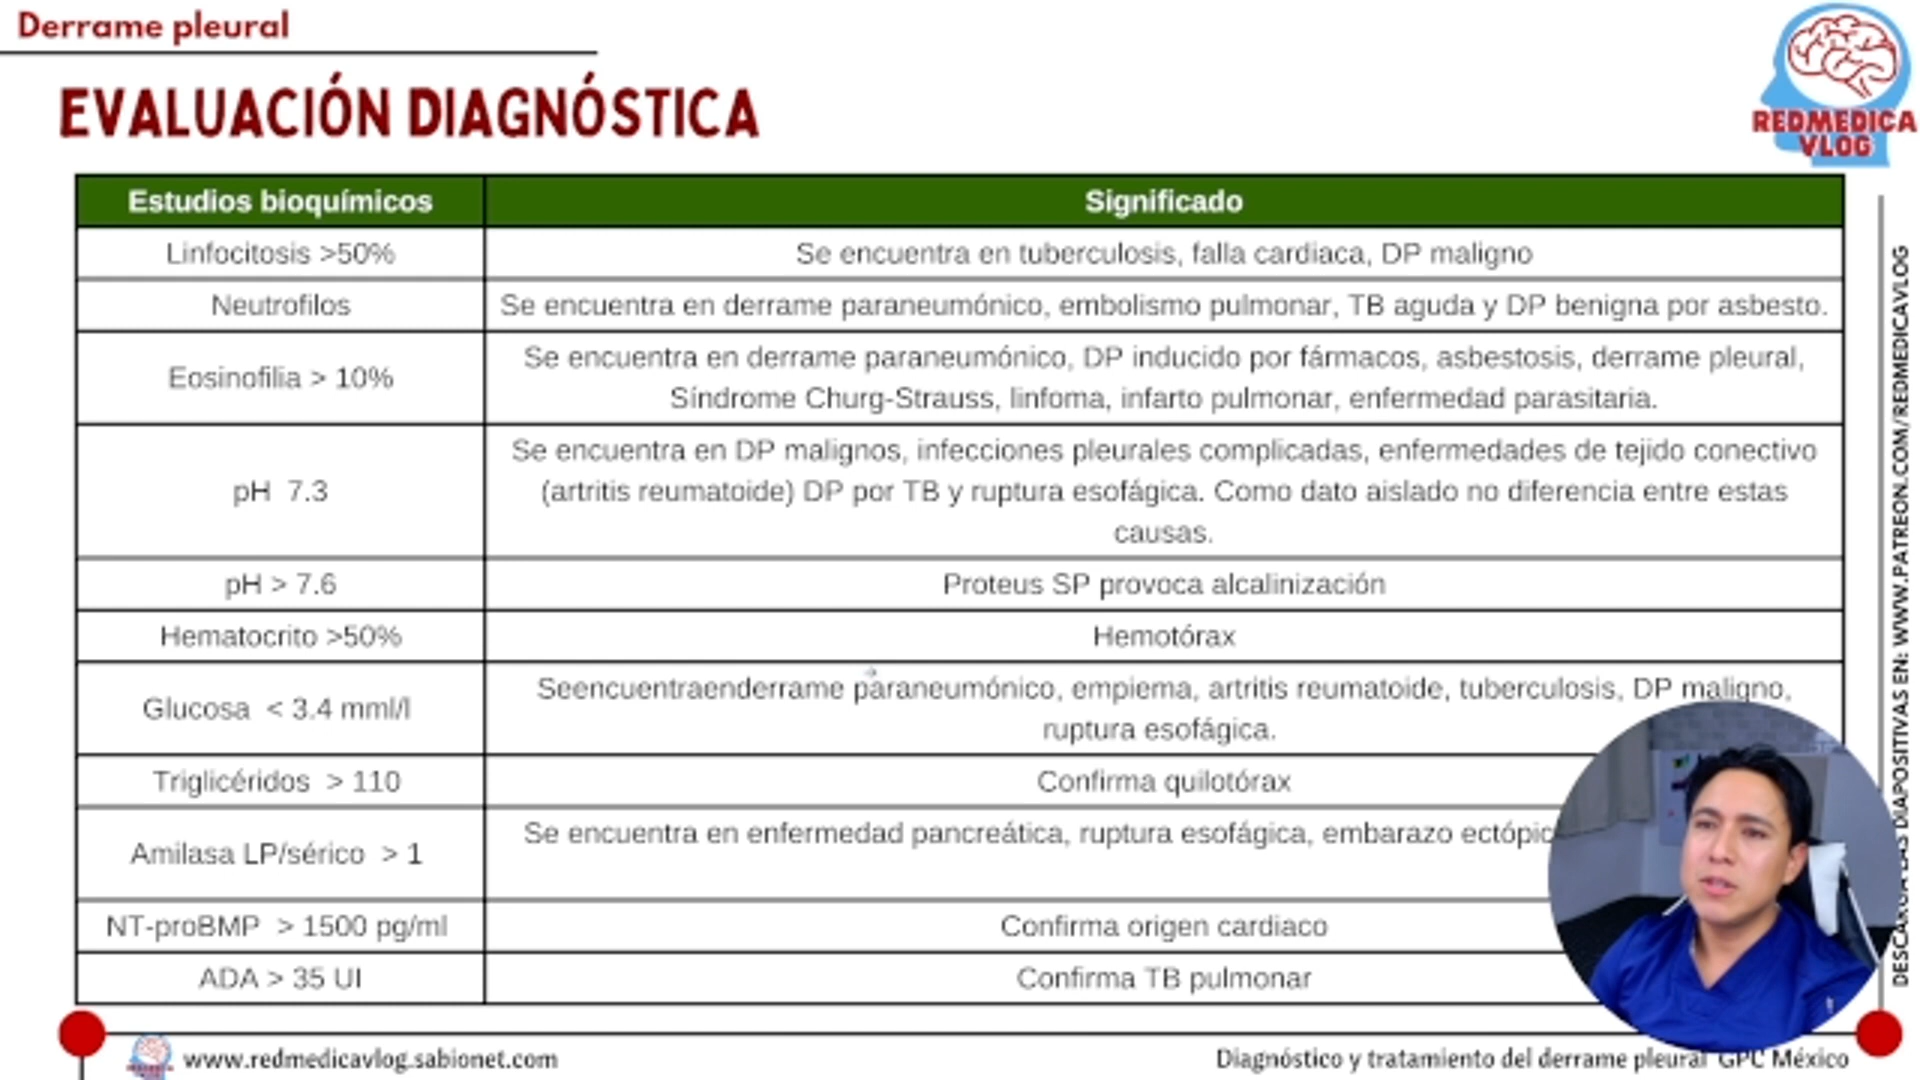 Derrame pleural
EVALUACIÓN DIAGNÓSTICA
REDMEDICA
VLOG
Estudios bioquímicos
Significado
Linfocitosis >50%
Se encuentra en tuberculosis, falla cardiaca, DP maligno
Neutrofilos
Se encuentra en derrame paraneumónico, embolismo pulmonar, TB aguda y DP benigna por asbesto.
Eosinofilia > 10%
Se encuentra en derrame paraneumónico, DP inducido por fármacos, asbestosis, derrame pleural,
Síndrome Churg-Strauss, linfoma, infarto pulmonar, enfermedad parasitaria.
pH 7.3
Se encuentra en DP malignos, infecciones pleurales complicadas, enfermedades de tejido conectivo
(artritis reumatoide) DP por TB y ruptura esofágica. Como dato aislado no diferencia entre estas
causas.
pH > 7.6
Proteus SP provoca alcalinización
Hematocrito >50%
Hemotórax
Glucosa < 3.4 mml/l
Seencuentraenderrame paraneumónico, empiema, artritis reumatoide, tuberculosis, DP maligno,
ruptura esofágica.
Triglicéridos > 110
Confirma quilotórax
Amilasa LP/sérico > 1
Se encuentra en enfermedad pancreática, ruptura esofágica, embarazo
NT-proBMP > 1500 pg/ml
Confirma origen cardiaco
ADA > 35 UI
Confirma TB pulmonar
DESCARGA LAS DIAPOSITIVAS EN: WWW.PATREON.COM/REDMEDICAVLOG
www.redmedicavlog.sabionet.com
Diagnóstico y tratamiento del derrame pleural GPC México